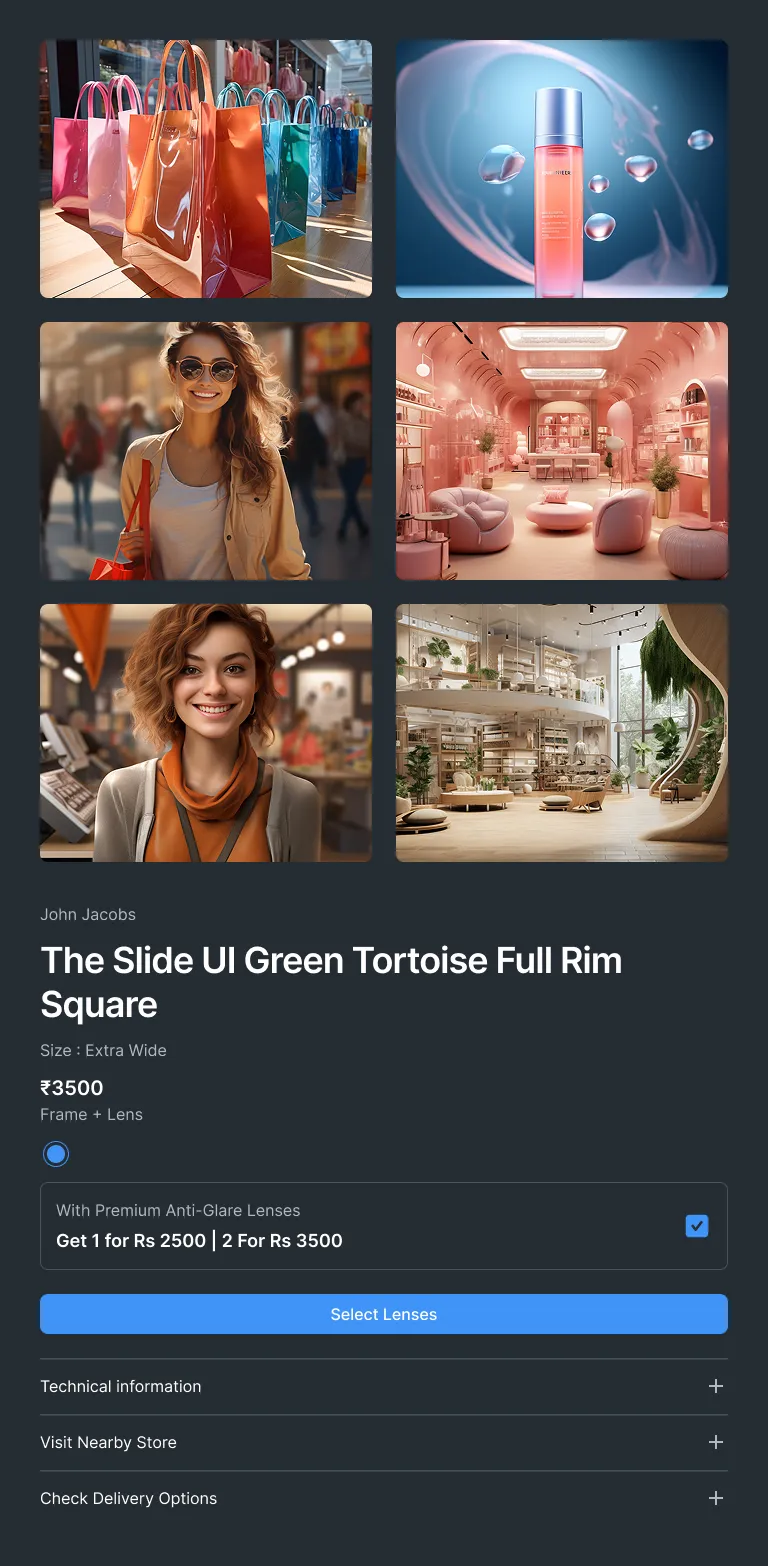 John Jacobs
The Slide UI Green Tortoise Full Rim
Square
Size : Extra Wide
₹3500
Frame + Lens
With Premium Anti-Glare Lenses
Get 1 for Rs 2500 | 2 For Rs 3500
Select Lenses
Technical information
Visit Nearby Store
Check Delivery Options